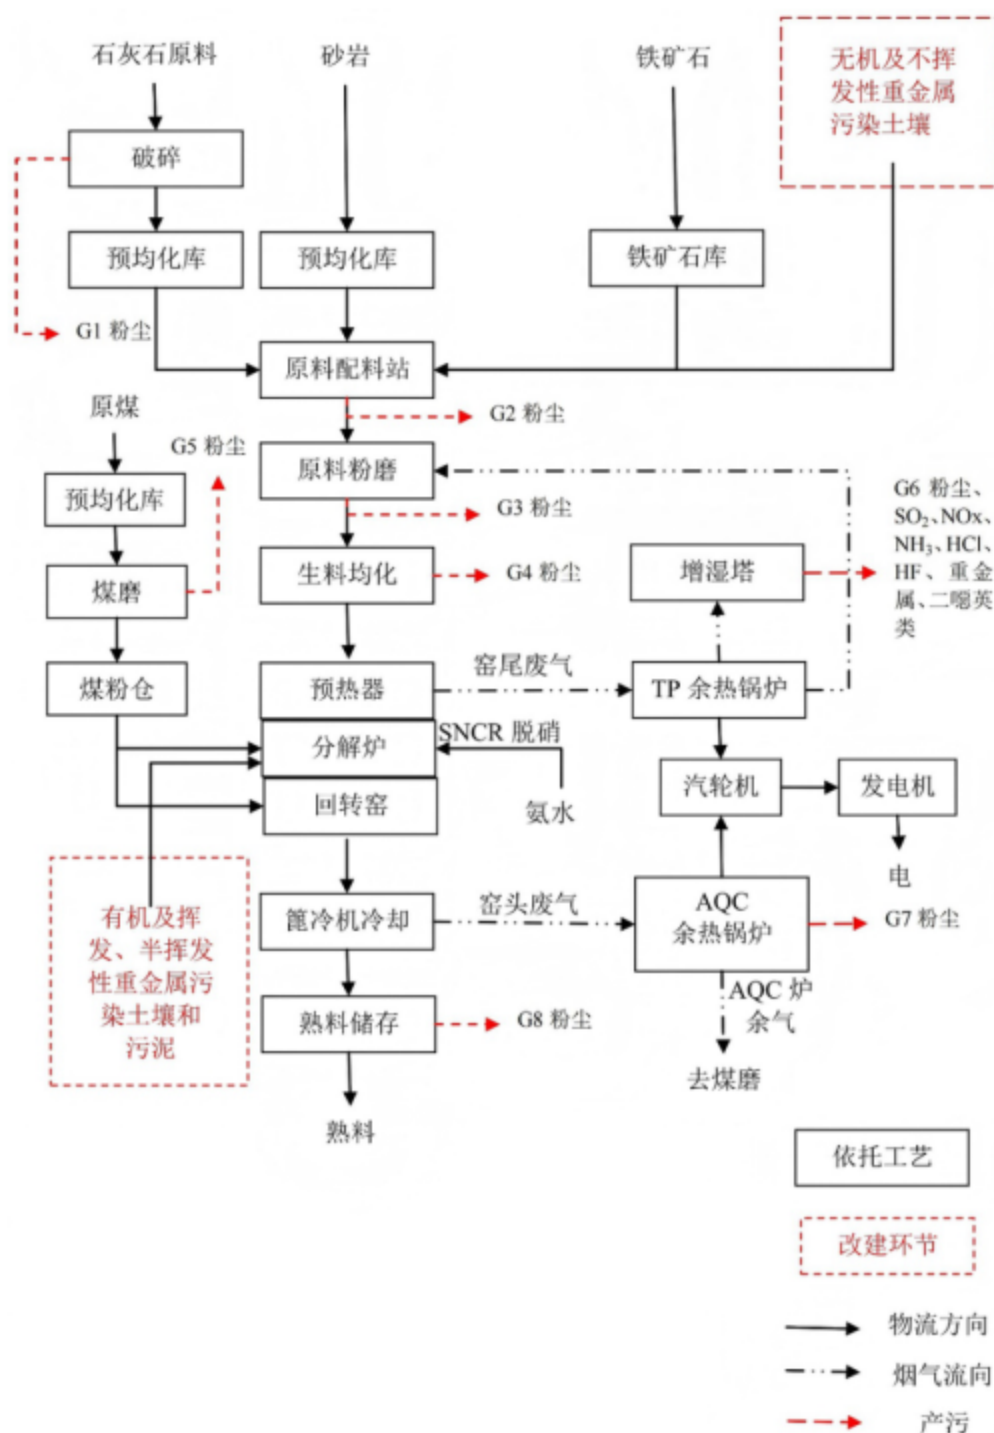 石灰石原料
砂岩
铁矿石
无机及不挥
发性重金属
污染土壤
破碎
预均化库
预均化库
铁矿石库
G1 粉尘
原料配料站
原煤
G2 粉尘
G5 粉尘
原料粉磨
预均化库
G3 粉尘
G6 粉尘、
SO₂、NOx、
NH₃、HCl、
HF、重金
属、二噁英
类
生料均化
G4 粉尘
增湿塔
煤磨
煤粉仓
预热器
窑尾废气
TP 余热锅炉
分解炉
SNCR 脱硝
回转窑
氨水
汽轮机
发电机
电
有机及挥
发、半挥发
性重金属污
染土壤和
污泥
篦冷机冷却
窑头废气
AQC
余热锅炉
G7 粉尘
AQC 炉
余气
熟料储存
G8 粉尘
去煤磨
熟料
依托工艺
改建环节
物流方向
烟气流向
产污